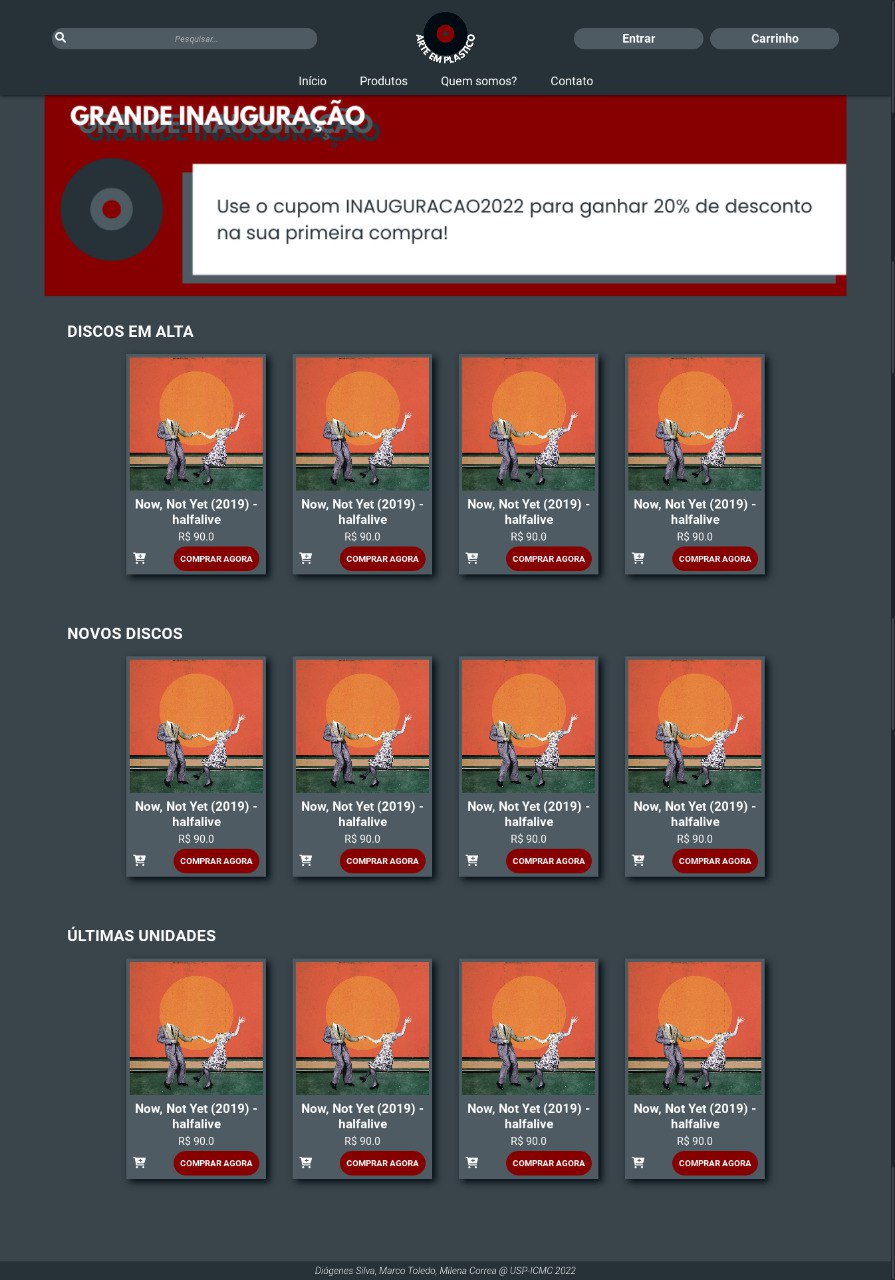 Pesquisar...
ARTE EM PLÁSTICO
Entrar
Carrinho
Início
Produtos
Quem somos?
Contato
GRANDE INAUGURAÇÃO
Use o cupom INAUGURACAO2022 para ganhar 20% de desconto
na sua primeira compra!
DISCOS EM ALTA
Now, Not Yet (2019) -
halfalive
R$ 90.0
COMPRAR AGORA
Now, Not Yet (2019) -
halfalive
R$ 90.0
COMPRAR AGORA
Now, Not Yet (2019) -
halfalive
R$ 90.0
COMPRAR AGORA
Now, Not Yet (2019) -
halfalive
R$ 90.0
COMPRAR AGORA
NOVOS DISCOS
Now, Not Yet (2019) -
halfalive
R$ 90.0
COMPRAR AGORA
Now, Not Yet (2019) -
halfalive
R$ 90.0
COMPRAR AGORA
Now, Not Yet (2019) -
halfalive
R$ 90.0
COMPRAR AGORA
Now, Not Yet (2019) -
halfalive
R$ 90.0
COMPRAR AGORA
ÚLTIMAS UNIDADES
Now, Not Yet (2019) -
halfalive
R$ 90.0
COMPRAR AGORA
Now, Not Yet (2019) -
halfalive
R$ 90.0
COMPRAR AGORA
Now, Not Yet (2019) -
halfalive
R$ 90.0
COMPRAR AGORA
Now, Not Yet (2019) -
halfalive
R$ 90.0
COMPRAR AGORA
Diógenes Silva, Marco Toledo, Milena Correa @ USP-ICMC 2022